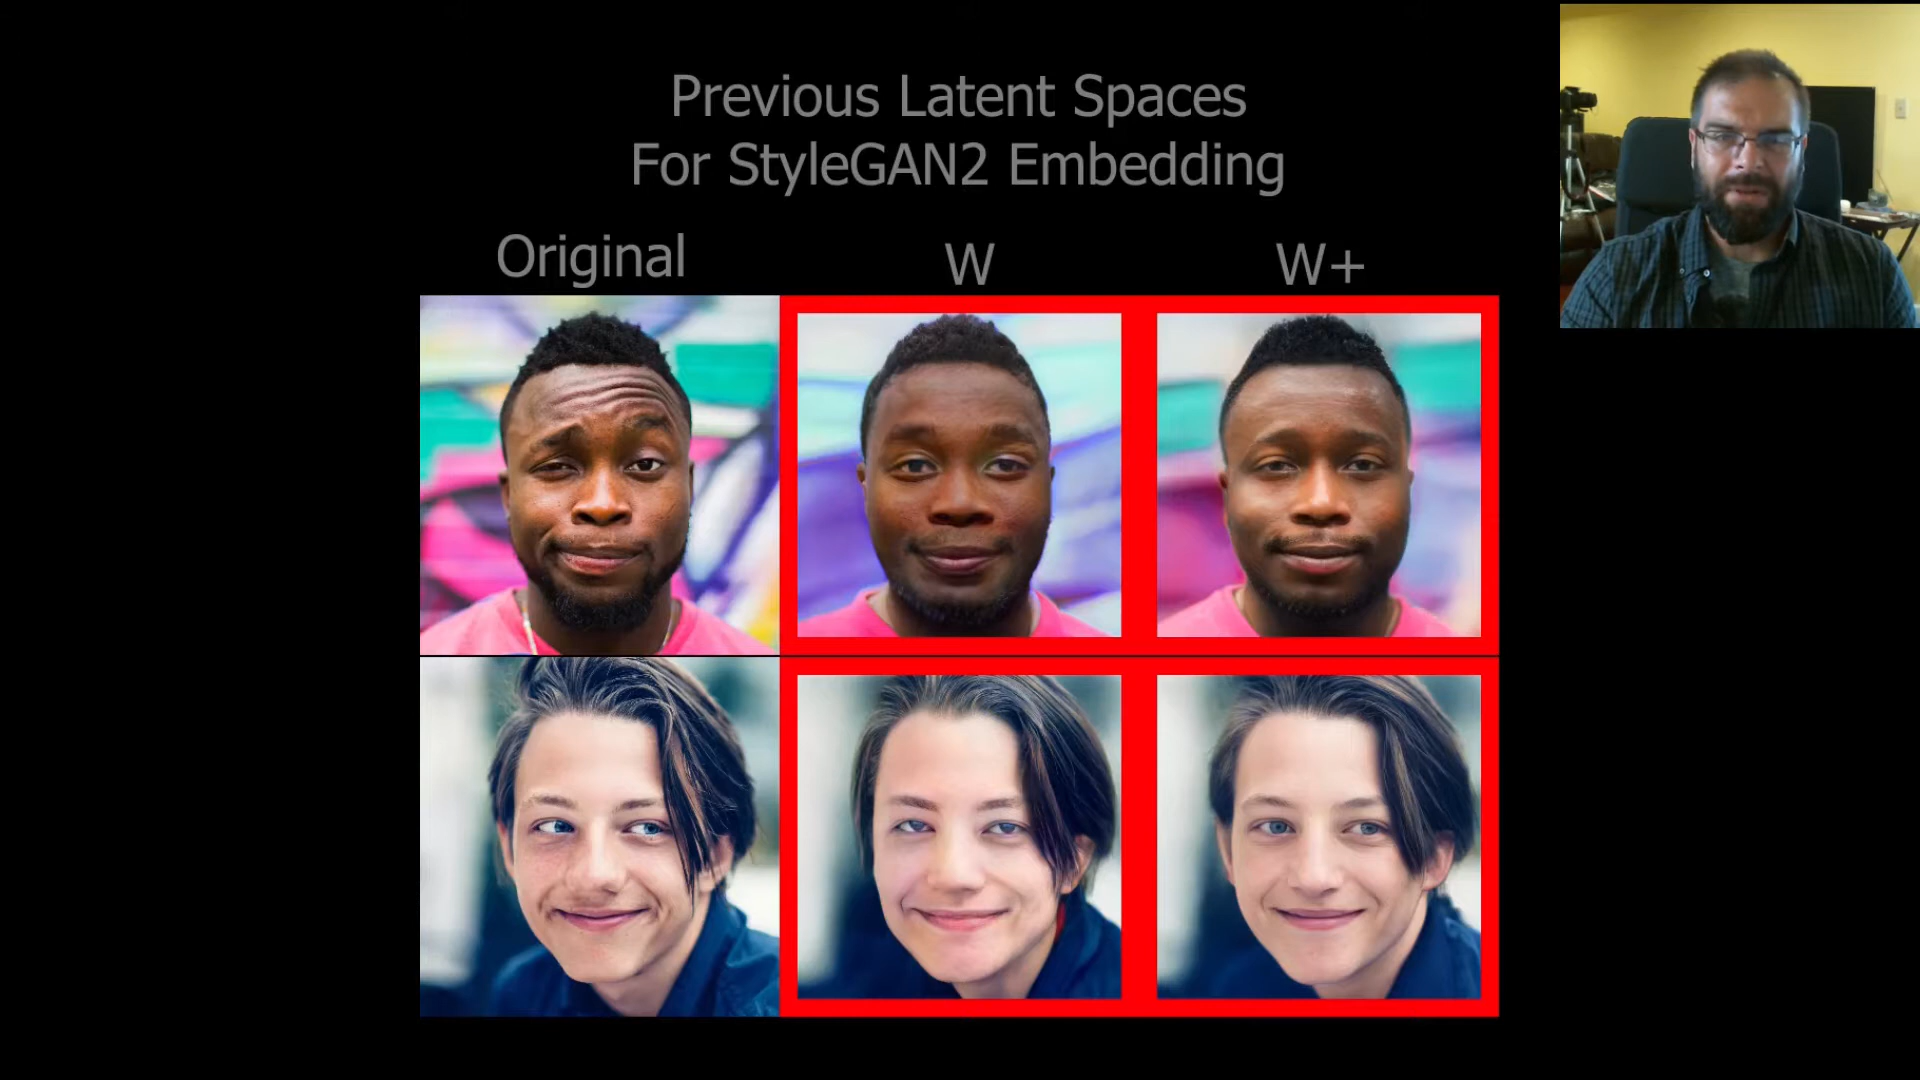 Previous Latent Spaces
For StyleGAN2 Embedding
Original W W+